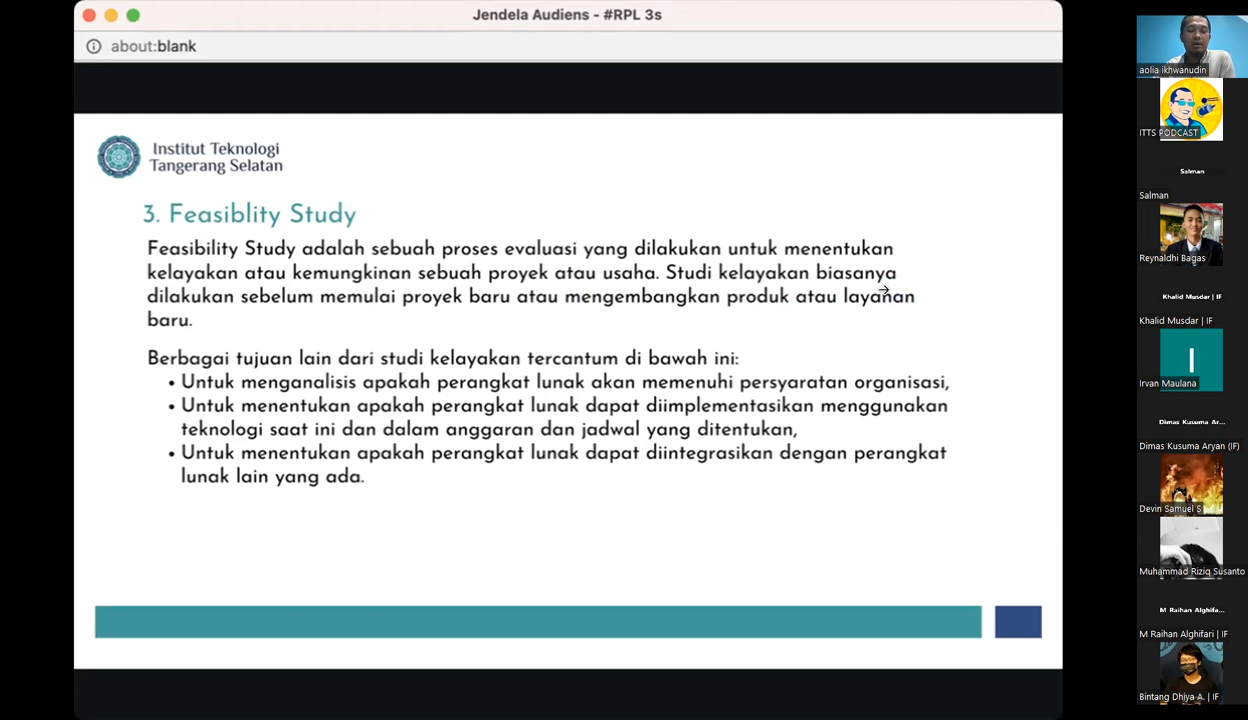 Jendela Audiens - #RPL 3s
about:blank
Institut Teknologi
Tangerang Selatan
3. Feasiblity Study
Feasibility Study adalah sebuah proses evaluasi yang dilakukan untuk menentukan
kelayakan atau kemungkinan sebuah proyek atau usaha. Studi kelayakan biasanya
dilakukan sebelum memulai proyek baru atau mengembangkan produk atau layanan
baru.
Berbagai tujuan lain dari studi kelayakan tercantum di bawah ini:
• Untuk menganalisis apakah perangkat lunak akan memenuhi persyaratan organisasi,
• Untuk menentukan apakah perangkat lunak dapat diimplementasikan menggunakan
teknologi saat ini dan dalam anggaran dan jadwal yang ditentukan,
• Untuk menentukan apakah perangkat lunak dapat diintegrasikan dengan perangkat
lunak lain yang ada.
aolia ikhwanudin
ITTS PODCAST
Salman
Salman
Reynaldhi Bagas
Khalid Musdar | IF
Khalid Musdar | IF
I
Irvan Maulana
Dimas Kusuma Ar...
Dimas Kusuma Aryan (IF)
Devin Samuel S
Muhammad Riziq Susanto
M Raihan Alghifa...
M Raihan Alghifari | IF
Bintang Dhiya A. | IF